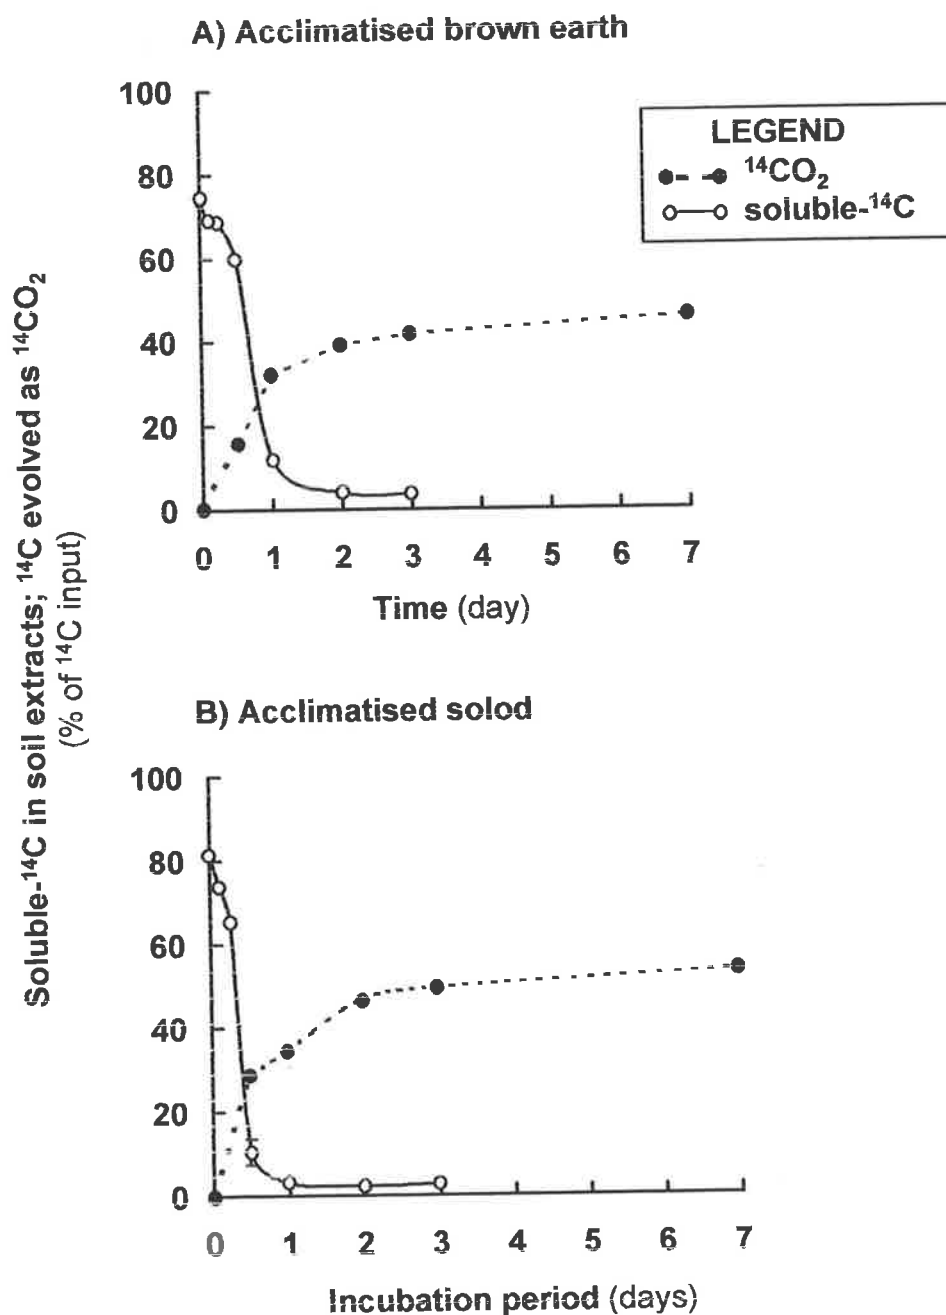 A) Acclimatised brown earth
100
80
60
40
20
0
0 1 2 3 4 5 6 7
Time (day)
LEGEND
¹⁴CO₂
soluble-¹⁴C
Soluble-¹⁴C in soil extracts; ¹⁴C evolved as ¹⁴CO₂
(% of ¹⁴C input)
B) Acclimatised solod
100
80
60
40
20
0
0 1 2 3 4 5 6 7
Incubation period (days)